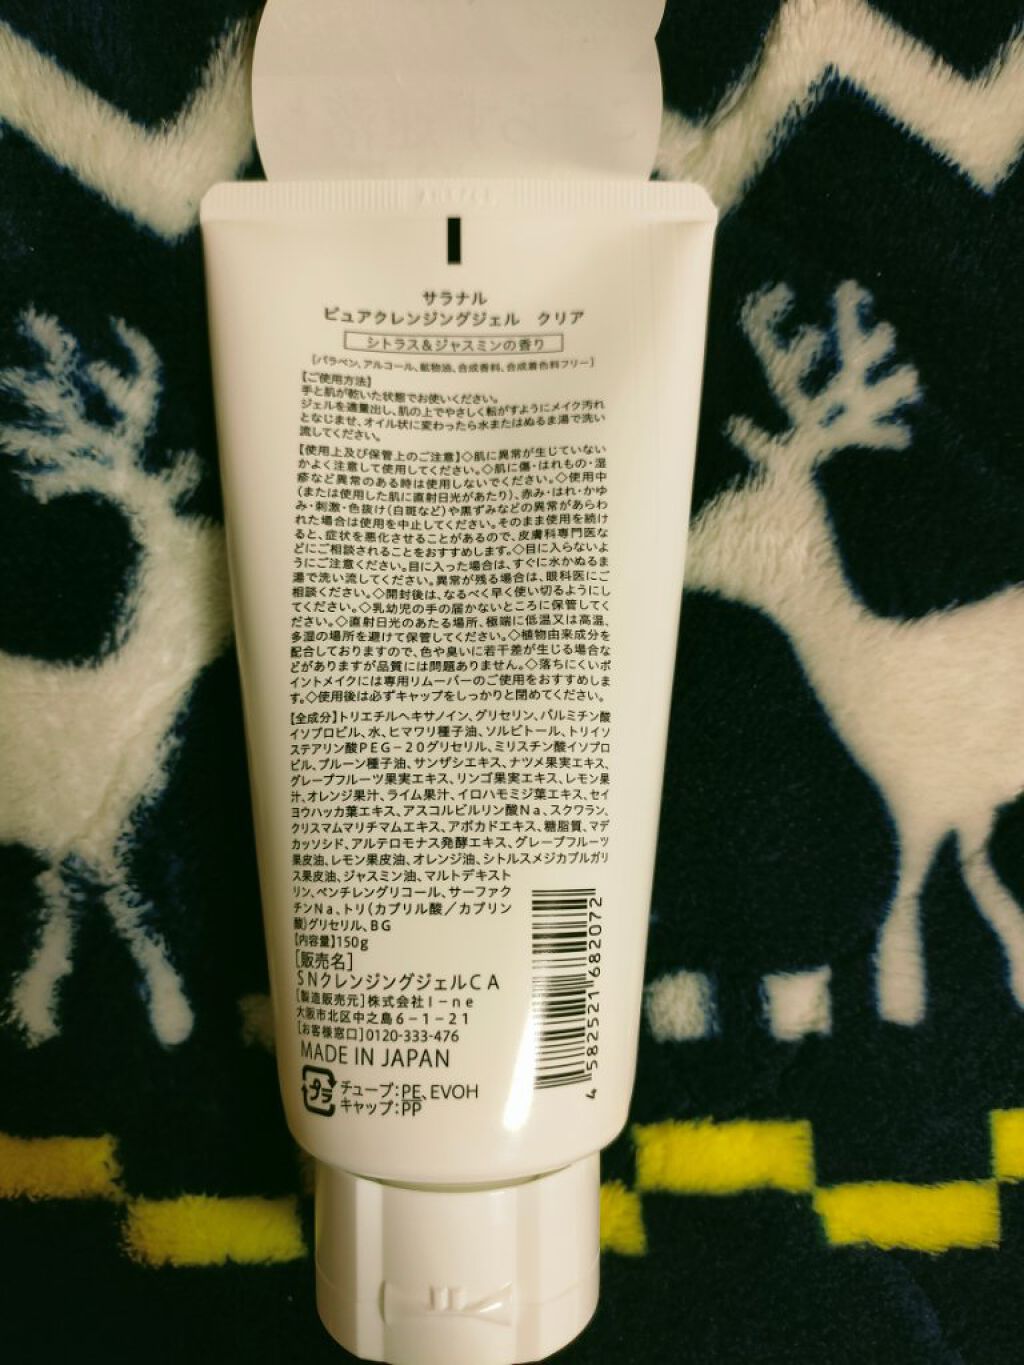 サラナル
ピュアクレンジングジェル クリア
シトラス&ジャスミンの香り
[パラベン、アルコール、鉱物油、合成香料、合成着色料フリー]
【ご使用方法】
手と肌が乾いた状態でお使いください。
ジェルを適量出し、肌の上でやさしく転がすようにメイク汚れ
となじませ、オイル状に変わったら水またはぬるま湯で洗い
流してください。
【使用上及び保管上のご注意】◇肌に異常が生じていない
かよく注意して使用してください。◇肌に傷・はれもの・湿
疹など異常のある時は使用しないでください。◇使用中
(または使用した肌に直射日光があたり)、赤み・はれ・かゆ
み・刺激・色抜け(白斑など)や黒ずみなどの異常があらわ
れた場合は使用を中止してください。そのまま使用を続け
ると、症状を悪化させることがあるので、皮膚科専門医な
どにご相談されることをおすすめします。◇目に入らないよ
うにご注意ください。目に入った場合は、すぐに水かぬるま
湯で洗い流してください。異常が残る場合は、眼科医にご
相談ください。◇開封後は、なるべく早く使い切るようにし
てください。◇乳幼児の手の届かないところに保管してく
ださい。◇直射日光のあたる場所、極端に低温又は高温、
多湿の場所を避けて保管してください。◇植物由来成分を
配合しておりますので、色や臭いに若干差が生じる場合な
どがありますが品質には問題ありません。◇落ちにくいポ
イントメイクには専用リムーバーのご使用をおすすめしま
す。◇使用後は必ずキャップをしっかりと閉めてください。
【全成分】トリエチルヘキサノイン、グリセリン、パルミチン酸
イソプロピル、水、ヒマワリ種子油、ソルビトール、トリイソ
ステアリン酸PEG-20グリセリル、ミリスチン酸イソプロ
ピル、プルーン種子油、サンザシエキス、ナツメ果実エキス、
グレープフルーツ果実エキス、リンゴ果実エキス、レモン果
汁、オレンジ果汁、ライム果汁、イロハモミジ葉エキス、セイ
ヨウハッカ葉エキス、アスコルビルリン酸Na、スクワラン、
クリスマムマリチマムエキス、アボカドエキス、糖脂質、マデ
カッソシド、アルテロモナス発酵エキス、グレープフルーツ
果皮油、レモン果皮油、オレンジ油、シトルスメジカブルガリ
ス果皮油、ジャスミン油、マルトデキスト
リン、ペンチレングリコール、サーファク
チンNa、トリ(カプリル酸/カプリン
酸)グリセリル、BG
【内容量】150g
[販売名]
SNクレンジングジェルCA
[製造販売元]株式会社I-ne
大阪市北区中之島6-1-21
[お客様窓口]0120-333-476
MADE IN JAPAN
プラ
チューブ:PE、EVOH
キャップ:PP
4 582521 682072